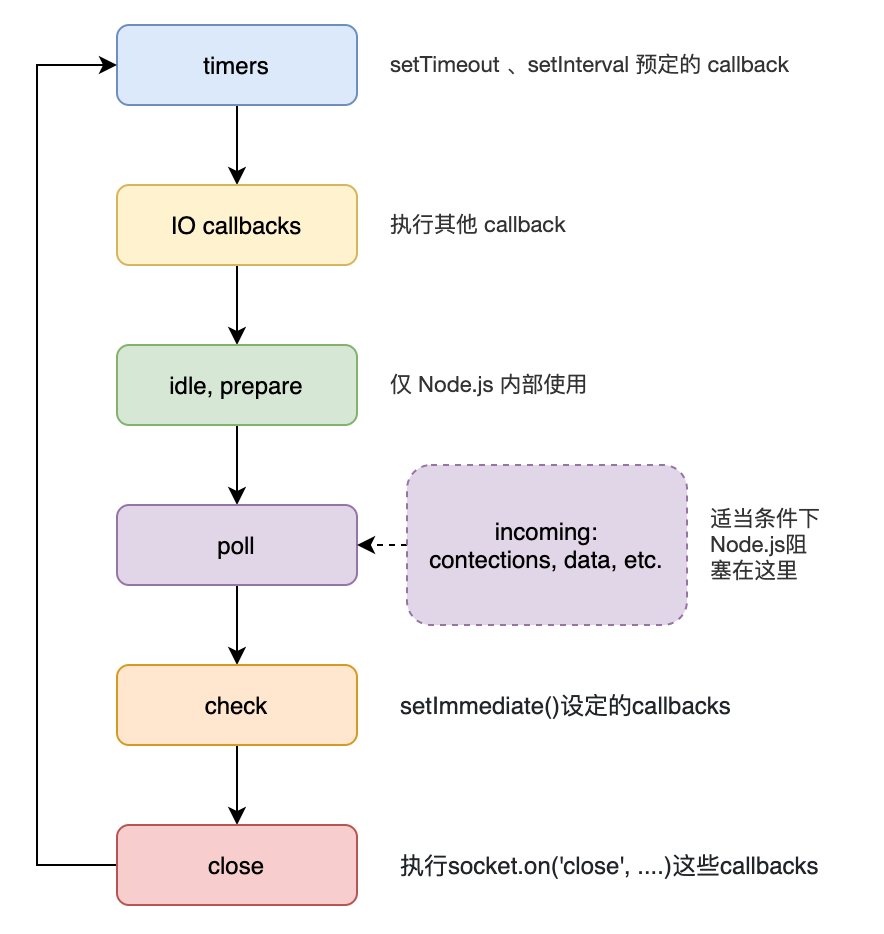 timers
setTimeout 、setInterval 预定的 callback
IO callbacks
执行其他 callback
idle, prepare
仅 Node.js 内部使用
poll
incoming:
contections, data, etc.
适当条件下
Node.js阻
塞在这里
check
setImmediate()设定的callbacks
close
执行socket.on('close', ....)这些callbacks